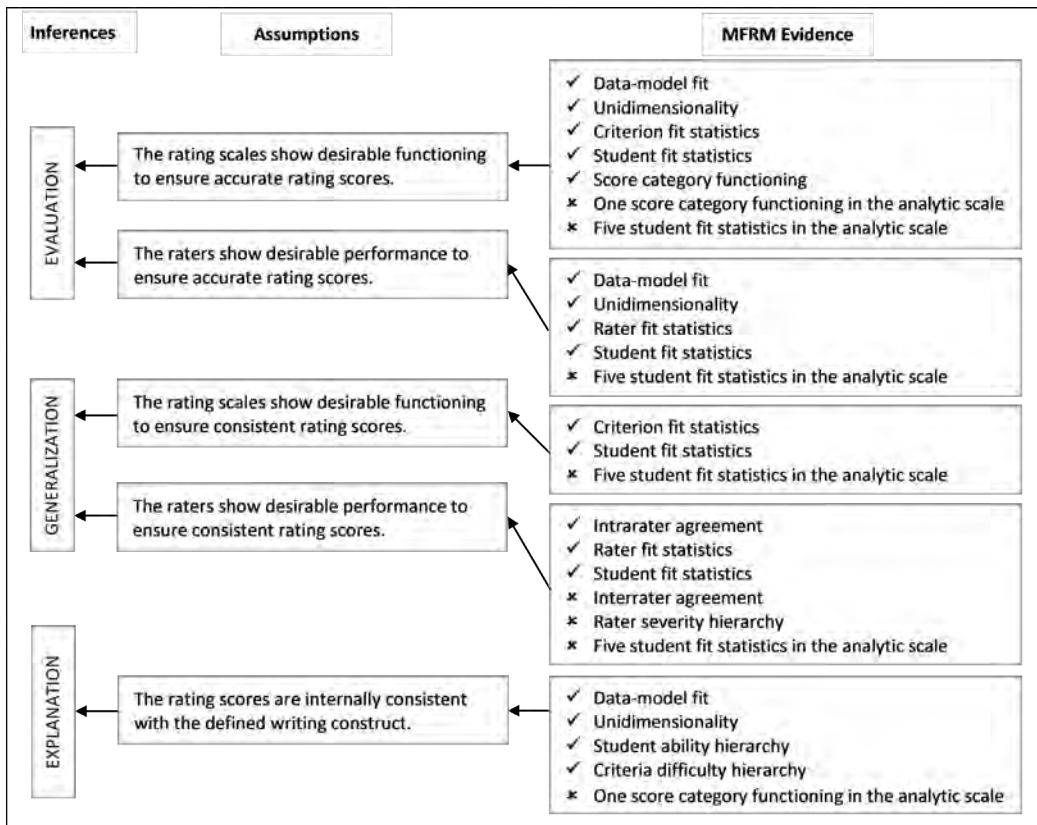 Inferences
Assumptions
MFRM Evidence
EVALUATION
The rating scales show desirable functioning
to ensure accurate rating scores.
✓ Data-model fit
✓ Unidimensionality
✓ Criterion fit statistics
✓ Student fit statistics
✓ Score category functioning
× One score category functioning in the analytic scale
× Five student fit statistics in the analytic scale
The raters show desirable performance to
ensure accurate rating scores.
✓ Data-model fit
✓ Unidimensionality
✓ Rater fit statistics
✓ Student fit statistics
× Five student fit statistics in the analytic scale
GENERALIZATION
The rating scales show desirable functioning
to ensure consistent rating scores.
✓ Criterion fit statistics
✓ Student fit statistics
× Five student fit statistics in the analytic scale
The raters show desirable performance to
ensure consistent rating scores.
✓ Intrarater agreement
✓ Rater fit statistics
✓ Student fit statistics
× Interrater agreement
× Rater severity hierarchy
× Five student fit statistics in the analytic scale
EXPLANATION
The rating scores are internally consistent
with the defined writing construct.
✓ Data-model fit
✓ Unidimensionality
✓ Student ability hierarchy
✓ Criteria difficulty hierarchy
× One score category functioning in the analytic scale